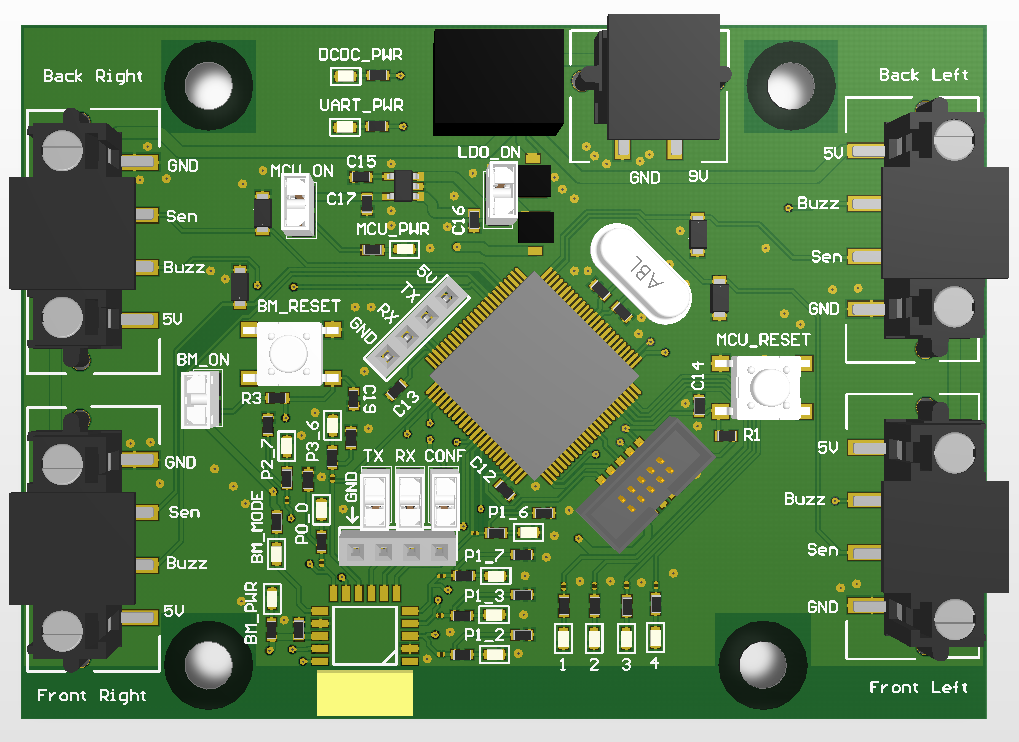 DCDC_PWR
Back Right
Back Left
UART_PWR
LDO_ON
5V
C15
GND
MCU_ON
GND
9V
C17
Buzz
Sen
C16
MCU_PWR
Sen
Buzz
5V
TX
ABL
BM_RESET
RX
GND
5V
GND
MCU_RESET
BM_ON
C14
R3
C19
C13
P3_6
R1
P2_7
TX RX CONF
5V
GND
C12
GND
Buzz
BM_MODE
P0_0
Sen
P1_6
Sen
P1_7
Buzz
P1_3
BM_PWR
5V
GND
P1_2
1 2 3 4
Front Right
Front Left